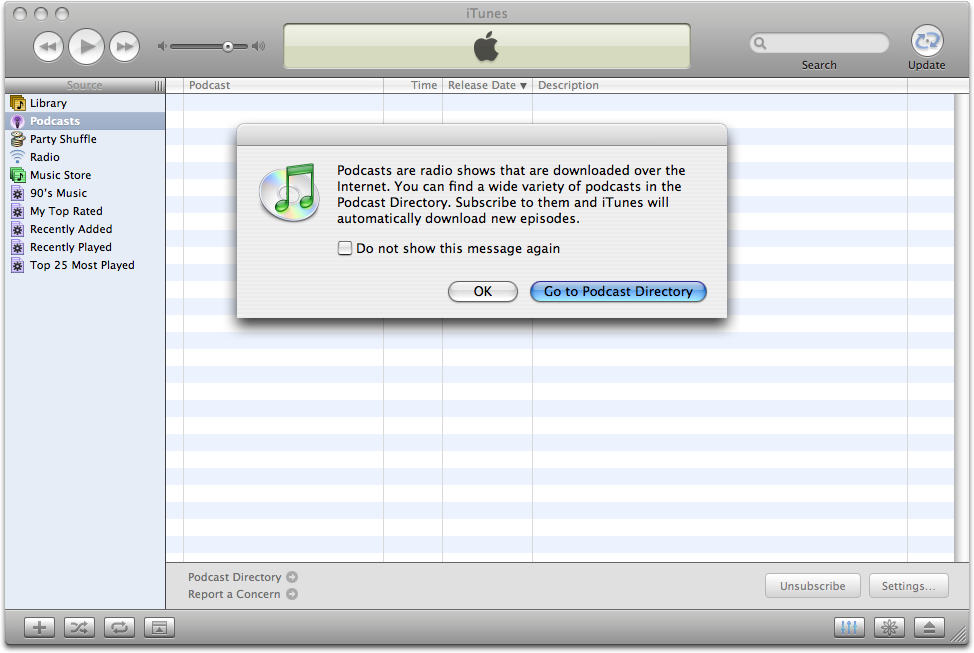 iTunes
Search
Update
Source
Podcast
Time
Release Date ▼
Description
Library
Podcasts
Party Shuffle
Radio
Music Store
90's Music
My Top Rated
Recently Added
Recently Played
Top 25 Most Played
Podcasts are radio shows that are downloaded over the
Internet. You can find a wide variety of podcasts in the
Podcast Directory. Subscribe to them and iTunes will
automatically download new episodes.
Do not show this message again
OK
Go to Podcast Directory
Podcast Directory
Report a Concern
Unsubscribe
Settings...